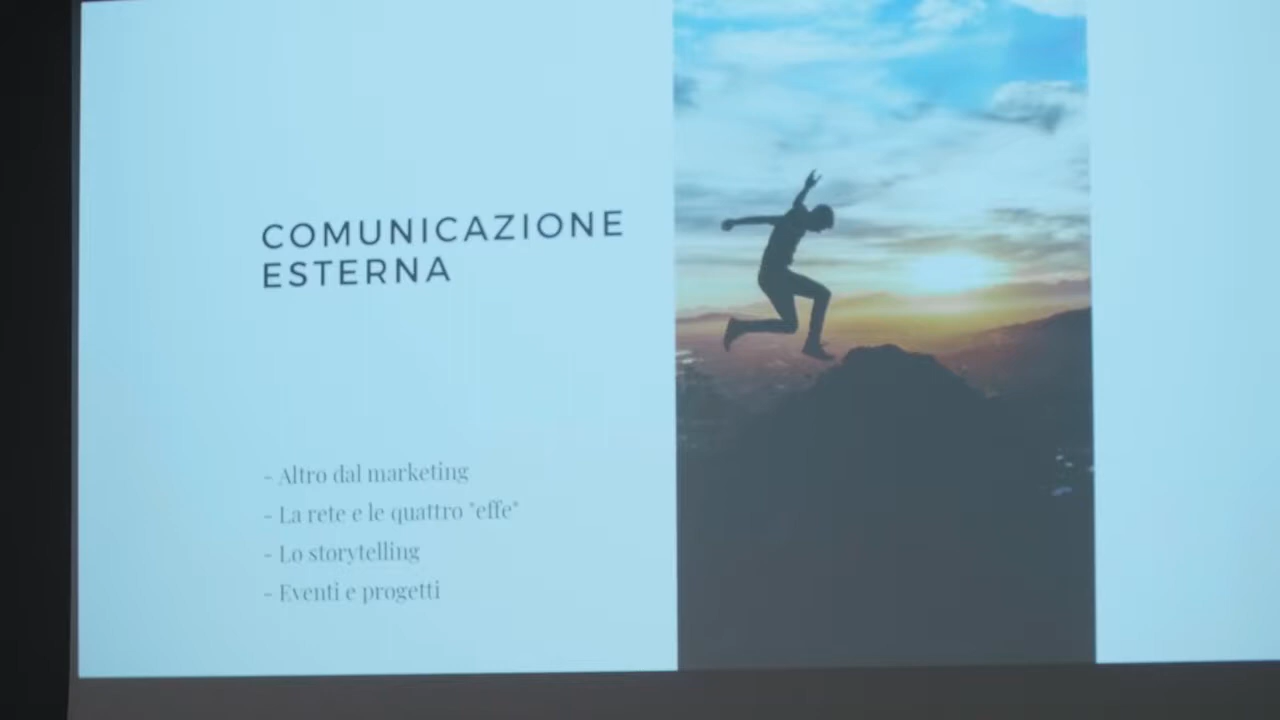 COMUNICAZIONE
ESTERNA
- Altro dal marketing
- La rete e le quattro "effe"
- Lo storytelling
- Eventi e progetti